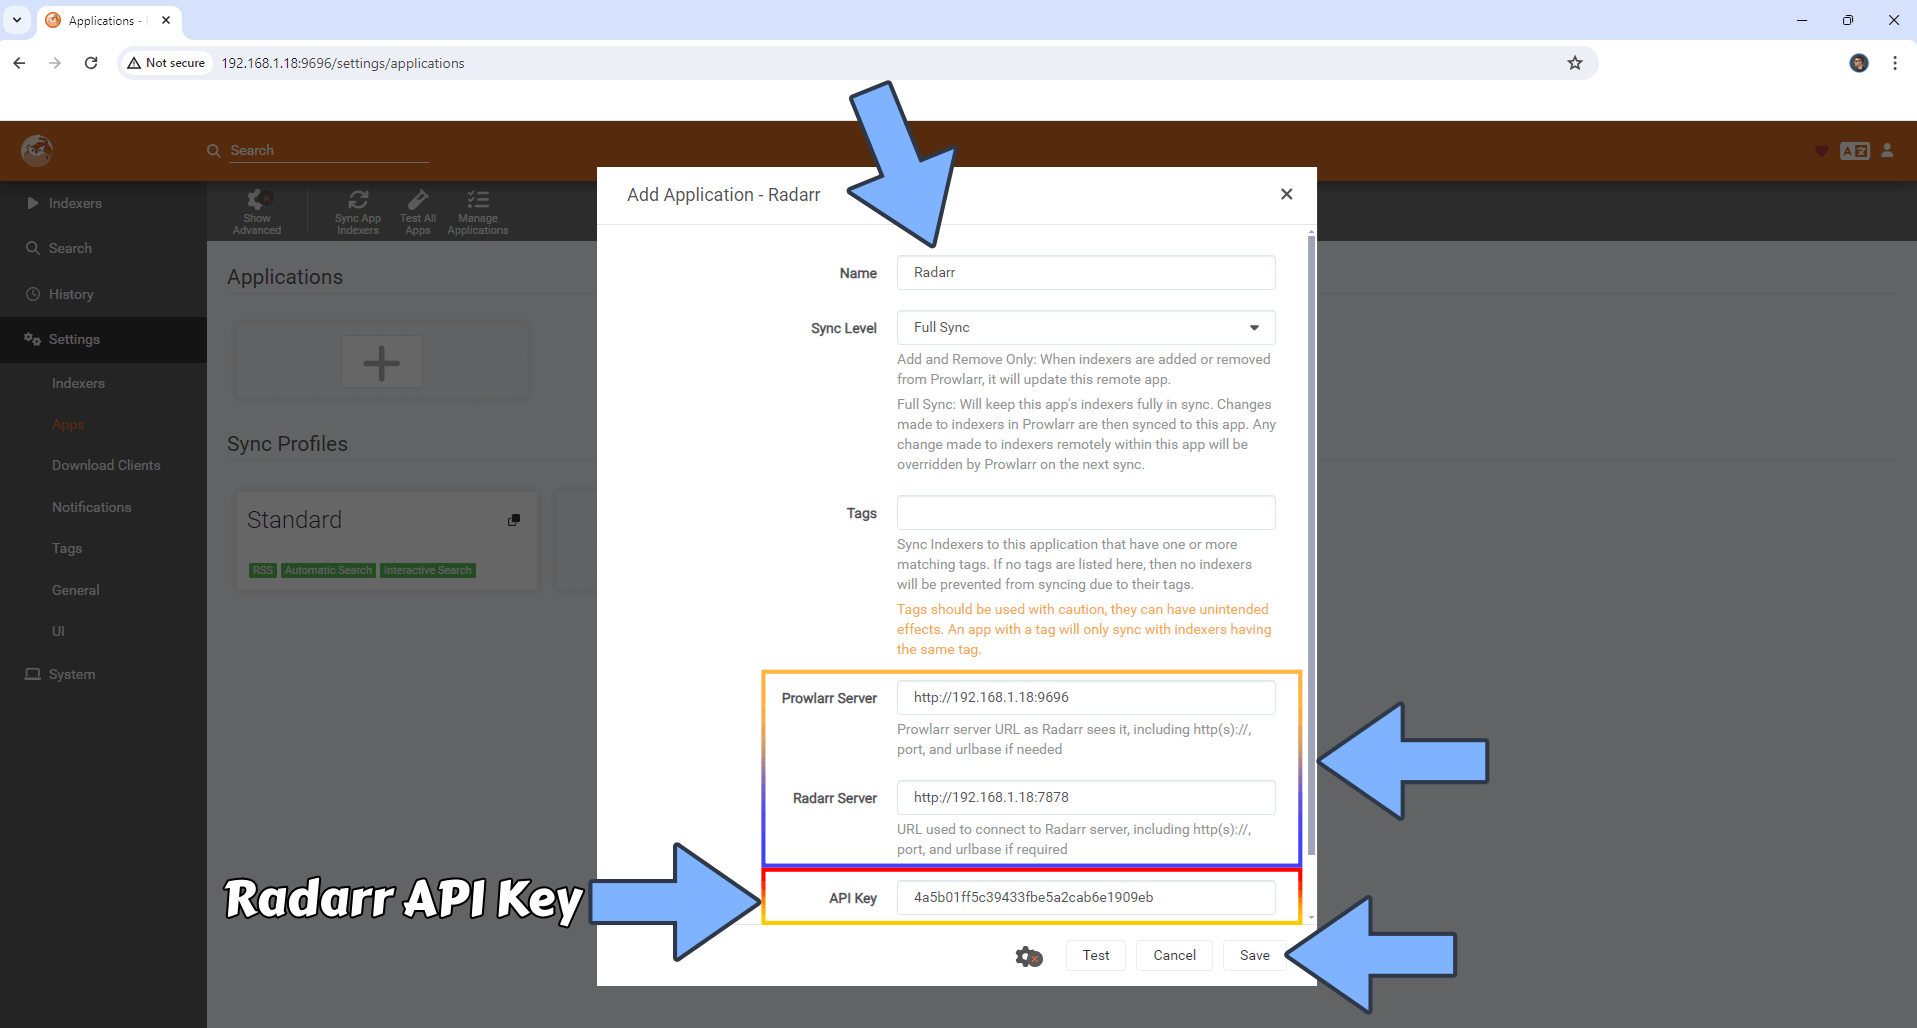 Applications -
Not secure
192.168.1.18:9696/settings/applications
Search
Indexers
Search
History
Settings
Indexers
Apps
Download Clients
Notifications
Tags
General
UI
System
Show
Advanced
Sync App
Indexers
Test All
Apps
Manage
Applications
Applications
Sync Profiles
Standard
RSS
Automatic Search
Interactive Search
Add Application - Radarr
Name
Radarr
Sync Level
Full Sync
Add and Remove Only: When indexers are added or removed
from Prowlarr, it will update this remote app.
Full Sync: Will keep this app's indexers fully in sync. Changes
made to indexers in Prowlarr are then synced to this app. Any
change made to indexers remotely within this app will be
overridden by Prowlarr on the next sync.
Tags
Sync Indexers to this application that have one or more
matching tags. If no tags are listed here, then no indexers
will be prevented from syncing due to their tags.
Tags should be used with caution, they can have unintended
effects. An app with a tag will only sync with indexers having
the same tag.
Prowlarr Server
http://192.168.1.18:9696
Prowlarr server URL as Radarr sees it, including http(s)://,
port, and urlbase if needed
Radarr Server
http://192.168.1.18:7878
URL used to connect to Radarr server, including http(s)://,
port, and urlbase if required
Radarr API Key
API Key
4a5b01ff5c39433fbe5a2cab6e1909eb
Test
Cancel
Save